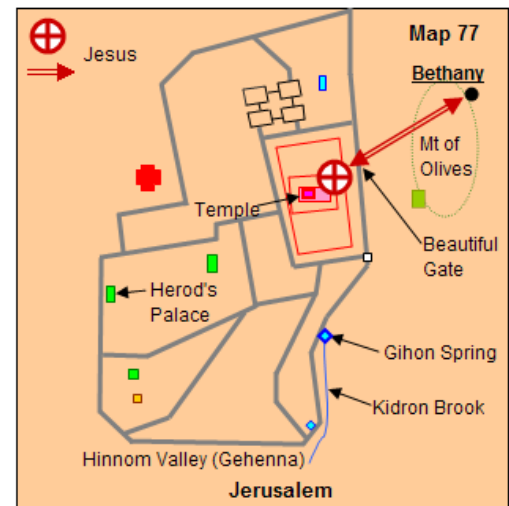 Map 77
Jesus
Bethany
Mt of
Olives
Temple
Beautiful
Gate
Herod's
Palace
Gihon Spring
Kidron Brook
Hinnom Valley (Gehenna)
Jerusalem